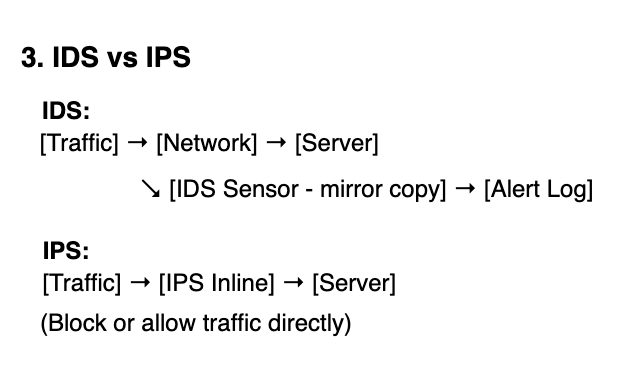 3. IDS vs IPS
IDS:
[Traffic] → [Network] → [Server]
↘ [IDS Sensor - mirror copy] → [Alert Log]
IPS:
[Traffic] → [IPS Inline] → [Server]
(Block or allow traffic directly)